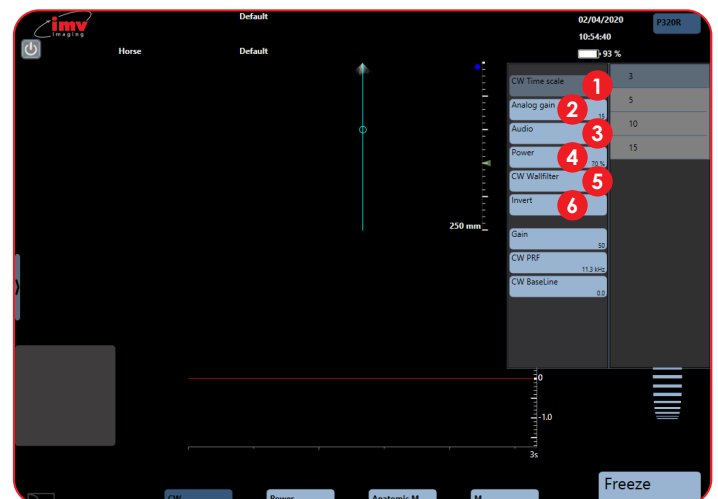 imv
imaging
Default
02/04/2020
10:54:40
93 %
P320R
Horse
Default
CW Time scale
1
3
5
10
15
Analog gain
2
15
Audio
3
Power
4
70 %
CW Wallfilter
5
Invert
6
250 mm
Gain
50
CW PRF
11.3 kHz
CW BaseLine
0.0
0
-1.0
3s
CW
Power
Anatomic M
M
Freeze